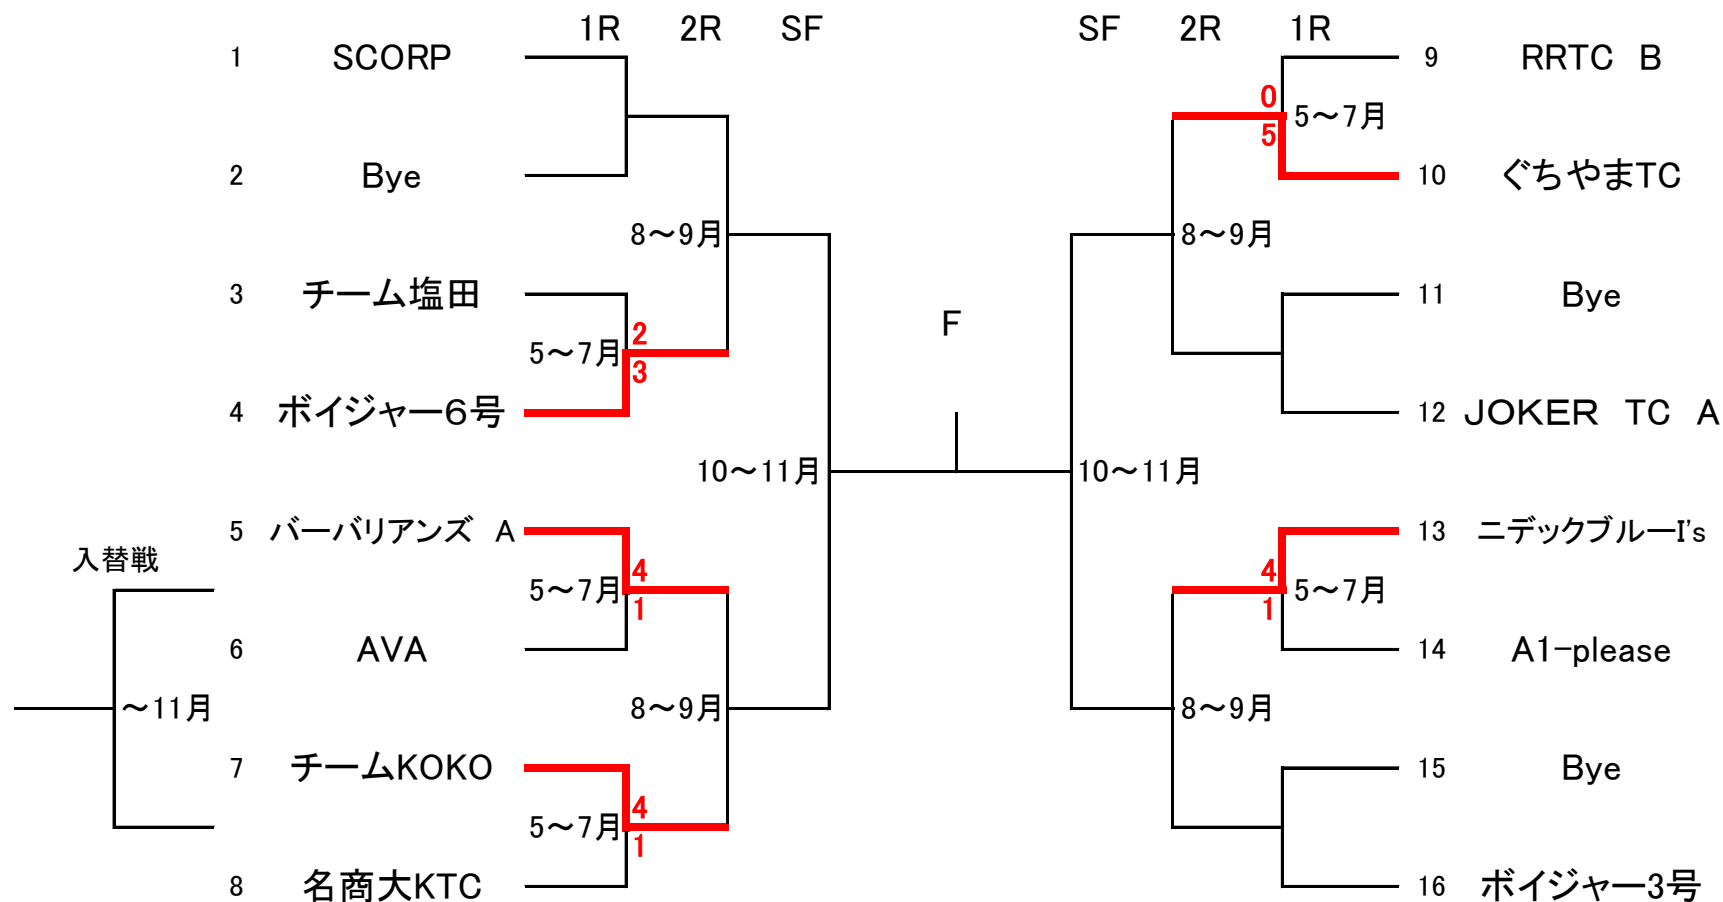 1R 2R SF SF 2R 1R
1 SCORP 9 RRTC B
0
5～7月
5
2 Bye 10 ぐちやまTC
8～9月 8～9月
3 チーム塩田 11 Bye
F
2
5～7月
3
4 ボイジャー６号 12 JOKER TC A
10～11月 10～11月
5 バーバリアンズ A 13 ニデックブルーI's
入替戦
4 4
5～7月 5～7月
1 1
6 AVA 14 A1-please
～11月 8～9月 8～9月
7 チームKOKO 15 Bye
4
5～7月
1
8 名商大KTC 16 ボイジャー3号